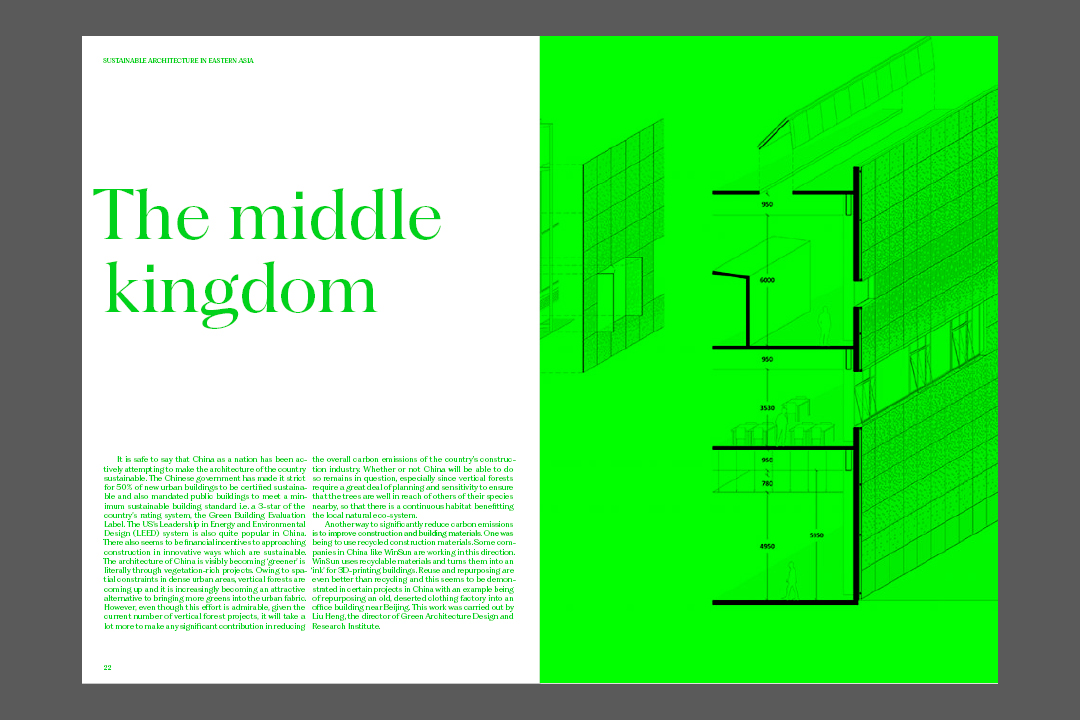 SUSTAINABLE ARCHITECTURE IN EASTERN ASIA
The middle
kingdom
It is safe to say that China as a nation has been ac-
tively attempting to make the architecture of the country
sustainable. The Chinese government has made it strict
for 50% of new urban buildings to be certified sustaina-
ble and also mandated public buildings to meet a min-
imum sustainable building standard i.e, a 3-star of the
country's rating system, the Green Building Evaluation
Label. The US's Leadership in Energy and Environmental
Design (LEED) system is also quite popular in China.
There also seems to be financial incentives to approaching
construction in innovative ways which are sustainable.
The architecture of China is visibly becoming 'greener' is
literally through vegetation-rich projects. Owing to spa-
tial constraints in dense urban areas, vertical forests are
coming up and it is increasingly becoming an attractive
alternative to bringing more greens into the urban fabric.
However, even though this effort is admirable, given the
current number of vertical forest projects, it will take a
lot more to make any significant contribution in reducing
the overall carbon emissions of the country's construc-
tion industry. Whether or not China will be able to do
so remains in question, especially since vertical forests
require a great deal of planning and sensitivity to ensure
that the trees are well in reach of others of their species
nearby, so that there is a continuous habitat benefitting
the local natural eco-system.
Another way to significantly reduce carbon emissions
is to improve construction and building materials. One was
being to use recycled construction materials, Some com-
panies in China like WinSun are working in this direction.
WinSun uses recyclable materials and turns them into an
'ink' for 3D-printing buildings, Reuse and repurposing are
even better than recycling and this seems to be demon-
strated in certain projects in China with an example being
of repurposing an old, deserted clothing factory into an
office building near Beijing. This work was carried out by
Liu Heng, the director of Green Architecture Design and
Research Institute.
22
950
6000
950
3530
950
780
4950
5950